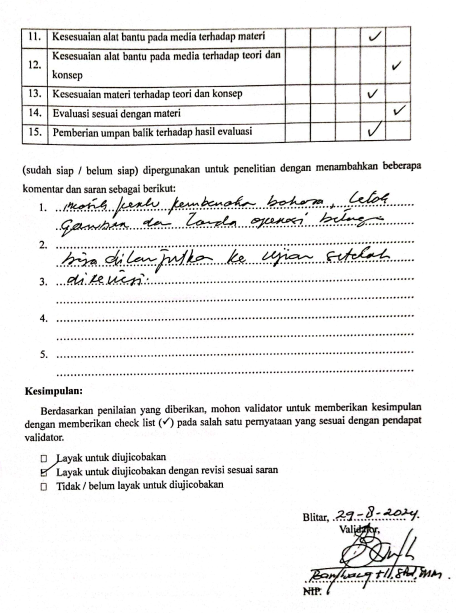 11. Kesesuaian alat bantu pada media terhadap materi ✓
12. Kesesuaian alat bantu pada media terhadap teori dan
konsep ✓
13. Kesesuaian materi terhadap teori dan konsep ✓
14. Evaluasi sesuai dengan materi ✓
15. Pemberian umpan balik terhadap hasil evaluasi ✓
(sudah siap / belum siap) dipergunakan untuk penelitian dengan menambahkan beberapa
komentar dan saran sebagai berikut:
1. masih perlu pembenahan bahasa, letak
gambar dan tanda operasi bilangan
2. bisa dilanjutkan ke ujian setelah
3. direvisi.
4.
5.
Kesimpulan:
Berdasarkan penilaian yang diberikan, mohon validator untuk memberikan kesimpulan
dengan memberikan check list (✓) pada salah satu pernyataan yang sesuai dengan pendapat
validator.
☐ Layak untuk diujicobakan
☑ Layak untuk diujicobakan dengan revisi sesuai saran
☐ Tidak / belum layak untuk diujicobakan
Blitar, 29-8-2024.
Validator,
NIP.